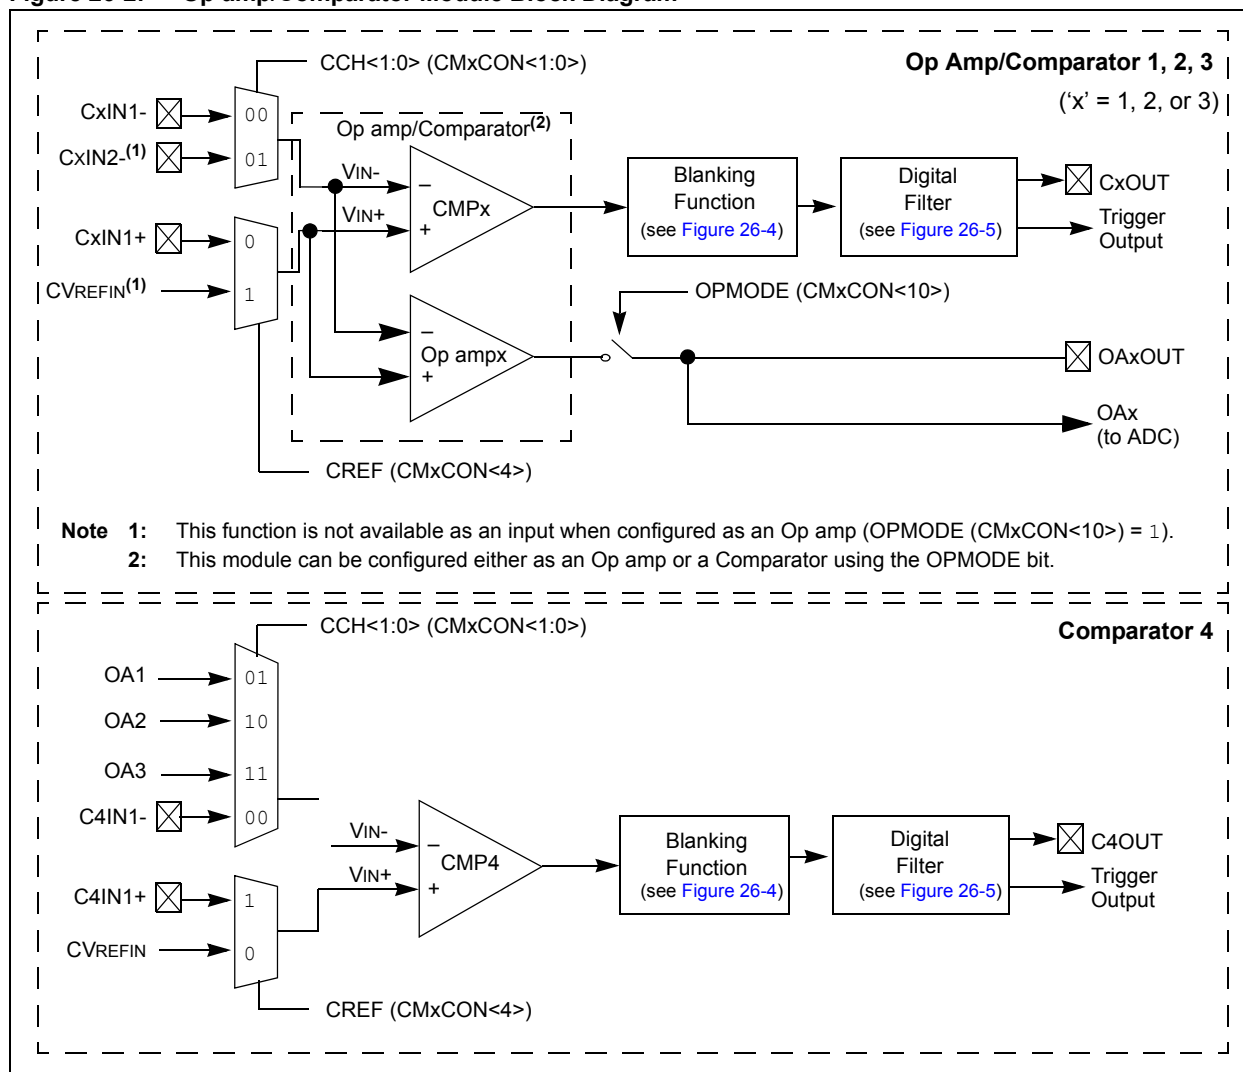 CCH<1:0> (CMxCON<1:0>)
Op Amp/Comparator 1, 2, 3
('x' = 1, 2, or 3)
CxIN1-
00
CxIN2-(1)
01
Op amp/Comparator(2)
VIN-
–
CMPx
VIN+
+
Blanking
Function
(see Figure 26-4)
Digital
Filter
(see Figure 26-5)
CxOUT
Trigger
Output
CxIN1+
0
CVREFIN(1)
1
OPMODE (CMxCON<10>)
–
Op ampx
+
OAxOUT
OAx
(to ADC)
CREF (CMxCON<4>)
Note 1: This function is not available as an input when configured as an Op amp (OPMODE (CMxCON<10>) = 1).
2: This module can be configured either as an Op amp or a Comparator using the OPMODE bit.
CCH<1:0> (CMxCON<1:0>)
Comparator 4
OA1
01
OA2
10
OA3
11
C4IN1-
00
VIN-
–
CMP4
VIN+
+
Blanking
Function
(see Figure 26-4)
Digital
Filter
(see Figure 26-5)
C4OUT
Trigger
Output
C4IN1+
1
CVREFIN
0
CREF (CMxCON<4>)